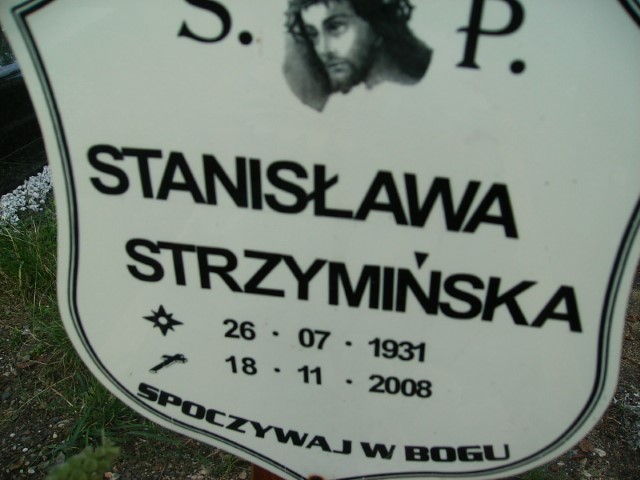 S. P.
STANISŁAWA
STRZYMIŃSKA
26 · 07 · 1931
18 · 11 · 2008
SPOCZYWAJ W BOGU